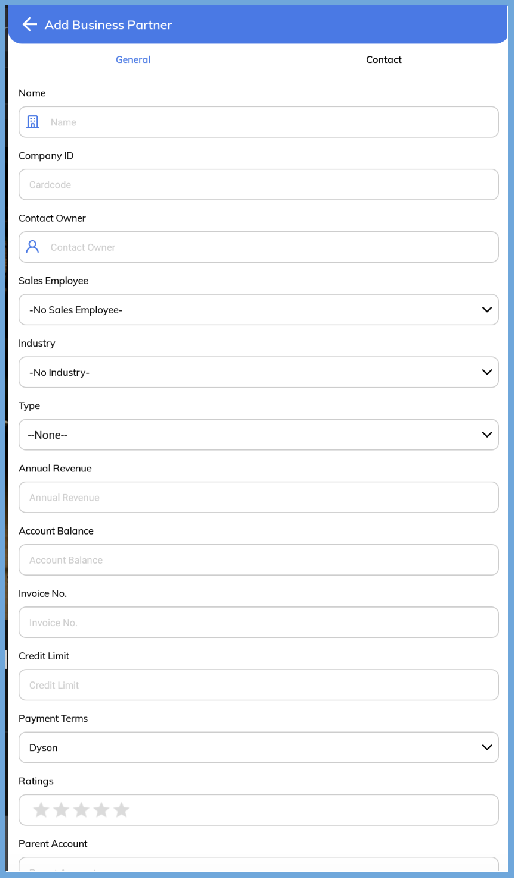 Add Business Partner
General Contact
Name
Name
Company ID
Cardcode
Contact Owner
Contact Owner
Sales Employee
-No Sales Employee-
Industry
-No Industry-
Type
--None--
Annual Revenue
Annual Revenue
Account Balance
Account Balance
Invoice No.
Invoice No.
Credit Limit
Credit Limit
Payment Terms
Dyson
Ratings
Parent Account